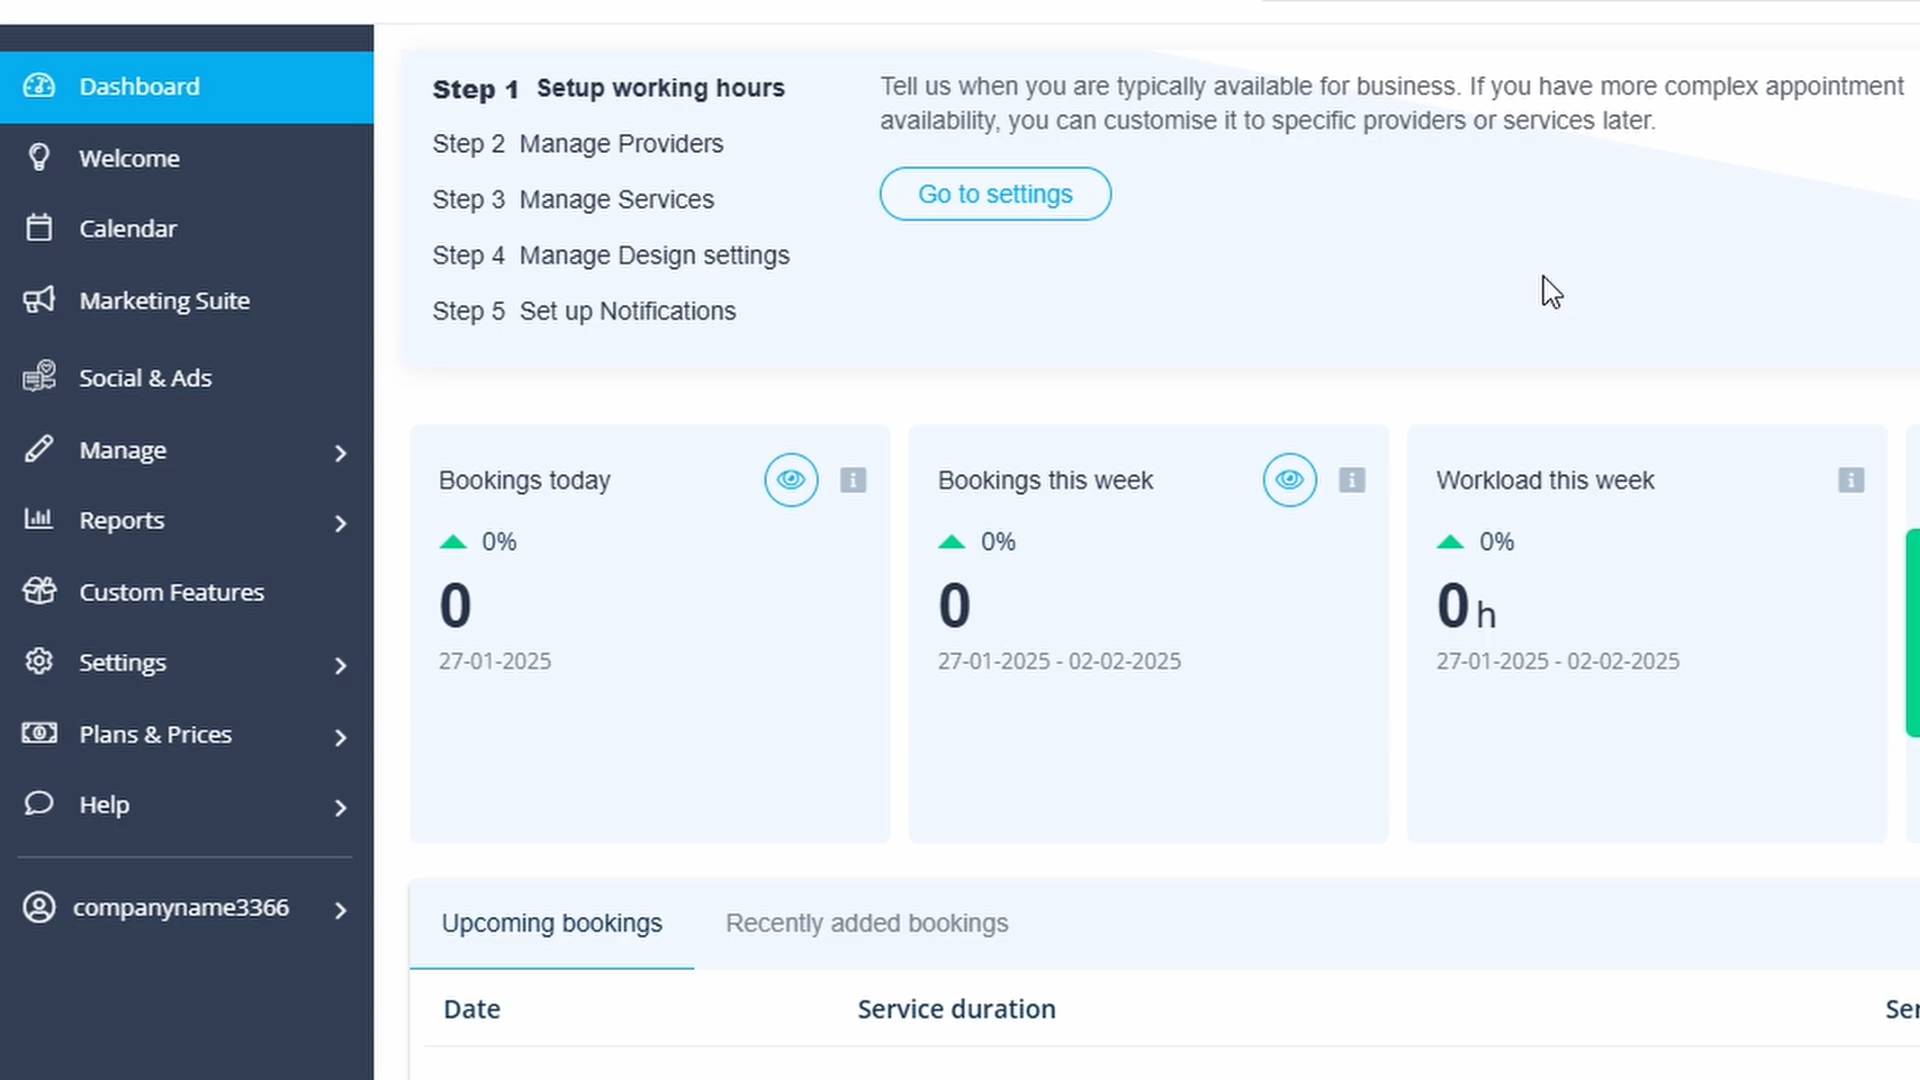 Dashboard
Welcome
Calendar
Marketing Suite
Social & Ads
Manage
Reports
Custom Features
Settings
Plans & Prices
Help
companyname3366
Step 1 Setup working hours
Step 2 Manage Providers
Step 3 Manage Services
Step 4 Manage Design settings
Step 5 Set up Notifications
Tell us when you are typically available for business. If you have more complex appointment
availability, you can customise it to specific providers or services later.
Go to settings
Bookings today
0%
0
27-01-2025
Bookings this week
0%
0
27-01-2025 - 02-02-2025
Workload this week
0%
0 h
27-01-2025 - 02-02-2025
Upcoming bookings Recently added bookings
Date Service duration